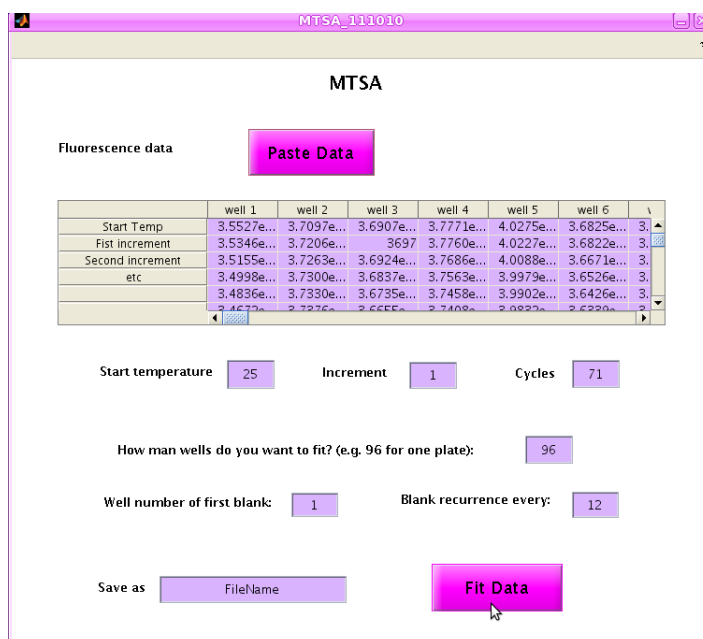 MTSA_111010
MTSA
Fluorescence data
Paste Data
well 1 well 2 well 3 well 4 well 5 well 6
Start Temp 3.5527e... 3.7097e... 3.6907e... 3.7771e... 4.0275e... 3.6825e... 3.
Fist increment 3.5346e... 3.7206e... 3697 3.7760e... 4.0227e... 3.6822e... 3.
Second increment 3.5155e... 3.7263e... 3.6924e... 3.7686e... 4.0088e... 3.6671e... 3.
etc 3.4998e... 3.7300e... 3.6837e... 3.7563e... 3.9979e... 3.6526e... 3.
3.4836e... 3.7330e... 3.6735e... 3.7458e... 3.9902e... 3.6426e... 3.
Start temperature 25 Increment 1 Cycles 71
How man wells do you want to fit? (e.g. 96 for one plate): 96
Well number of first blank: 1 Blank recurrence every: 12
Save as FileName Fit Data